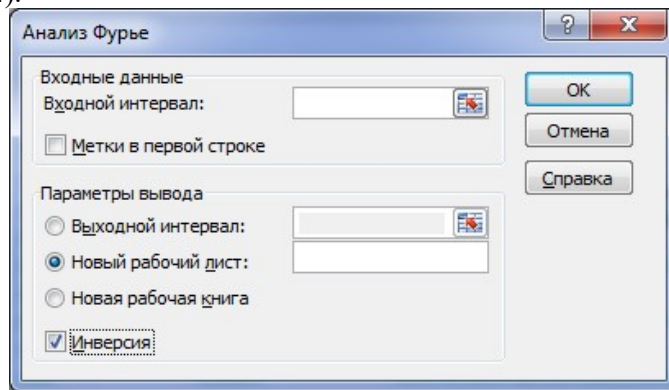 Анализ Фурье
Входные данные
Входной интервал:
Метки в первой строке
Параметры вывода
Выходной интервал:
Новый рабочий лист:
Новая рабочая книга
Инверсия
?
X
OK
Отмена
Справка